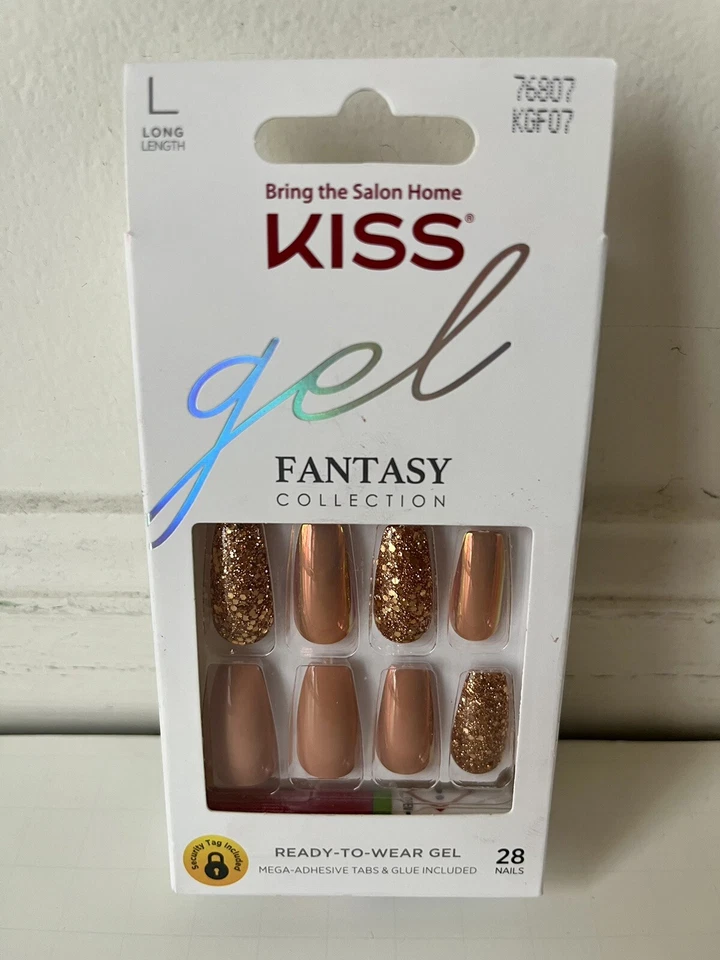 L
LONG
LENGTH
76807
KGF07
Bring the Salon Home
KISS®
gel
FANTASY
COLLECTION
Security Tag Included
READY-TO-WEAR GEL
MEGA-ADHESIVE TABS & GLUE INCLUDED
28
NAILS